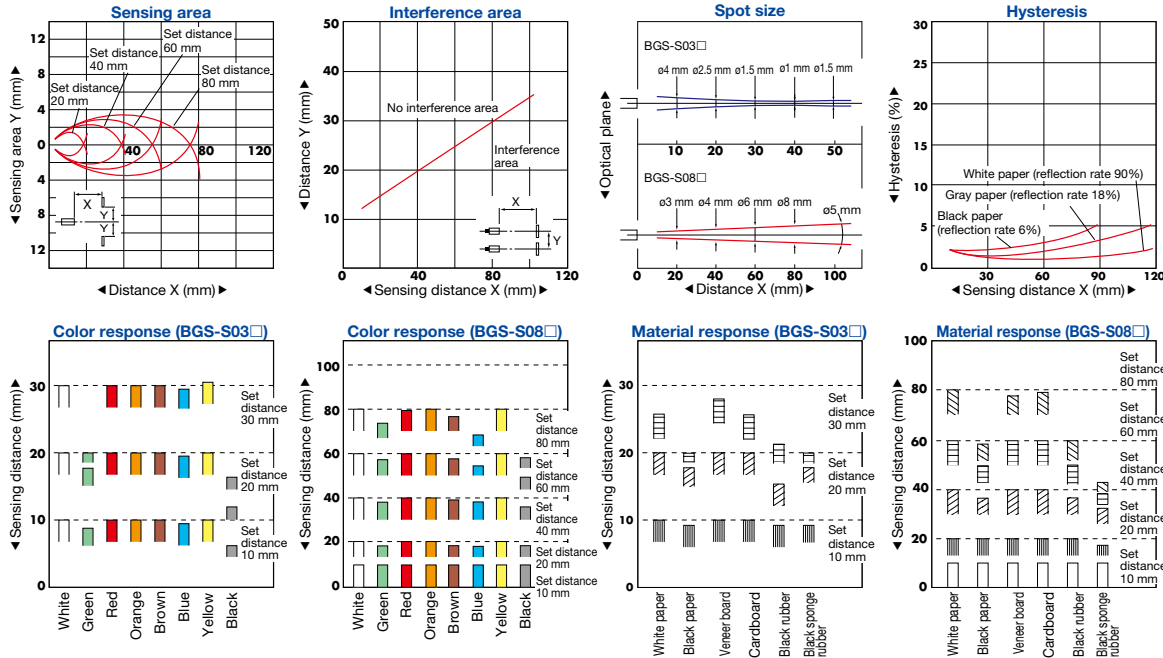 Sensing area
12
8
4
0
4
8
12
◄ Sensing area Y (mm) ►
Set distance
60 mm
Set distance
40 mm
Set distance
80 mm
Set distance
20 mm
40
80
120
X
Y
Y
◄ Distance X (mm) ►
Interference area
50
40
30
20
10
◄ Distance Y (mm) ►
No interference area
Interference
area
X
Y
0
40
80
120
◄ Sensing distance X (mm) ►
Spot size
◄Optical plane►
BGS-S03□
ø4 mm
ø2.5 mm
ø1.5 mm
ø1 mm
ø1.5 mm
10
20
30
40
50
BGS-S08□
ø3 mm
ø4 mm
ø6 mm
ø8 mm
ø5 mm
0
20
40
60
80
100
◄ Distance X (mm) ►
Hysteresis
30
25
20
15
10
5
0
◄Hysteresis (%)►
White paper (reflection rate 90%)
Gray paper (reflection rate 18%)
Black paper
(reflection rate 6%)
30
60
90
120
◄ Sensing distance X (mm) ►
Color response (BGS-S03□)
30
20
10
0
◄ Sensing distance (mm) ►
Set
distance
30 mm
Set
distance
20 mm
Set
distance
10 mm
White
Green
Red
Orange
Brown
Blue
Yellow
Black
Color response (BGS-S08□)
100
80
60
40
20
0
◄ Sensing distance (mm) ►
Set
distance
80 mm
Set
distance
60 mm
Set
distance
40 mm
Set distance
20 mm
Set distance
10 mm
White
Green
Red
Orange
Brown
Blue
Yellow
Black
Material response (BGS-S03□)
30
20
10
0
◄ Sensing distance (mm) ►
Set
distance
30 mm
Set
distance
20 mm
Set
distance
10 mm
White paper
Black paper
Veneer board
Cardboard
Black rubber
Black sponge
rubber
Material response (BGS-S08□)
100
80
60
40
20
0
◄ Sensing distance (mm) ►
Set
distance
80 mm
Set
distance
60 mm
Set
distance
40 mm
Set
distance
20 mm
Set
distance
10 mm
White paper
Black paper
Veneer board
Cardboard
Black rubber
Black sponge
rubber